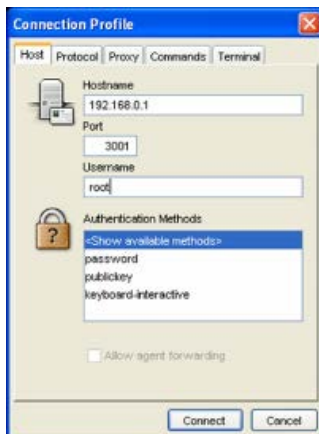 Connection Profile
Host Protocol Proxy Commands Terminal
Hostname
192.168.0.1
Port
3001
Username
root
Authentication Methods
<Show available methods>
password
publickey
keyboard-interactive
Allow agent forwarding
Connect Cancel